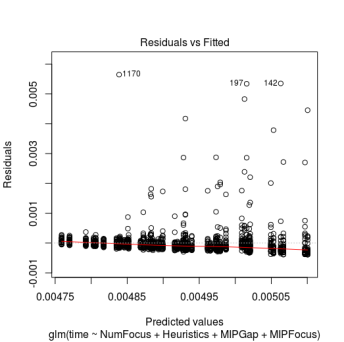 Residuals vs Fitted
1170
197
142
Residuals
0.005
0.003
0.001
-0.001
0.00475 0.00485 0.00495 0.00505
Predicted values
glm(time ~ NumFocus + Heuristics + MIPGap + MIPFocus)